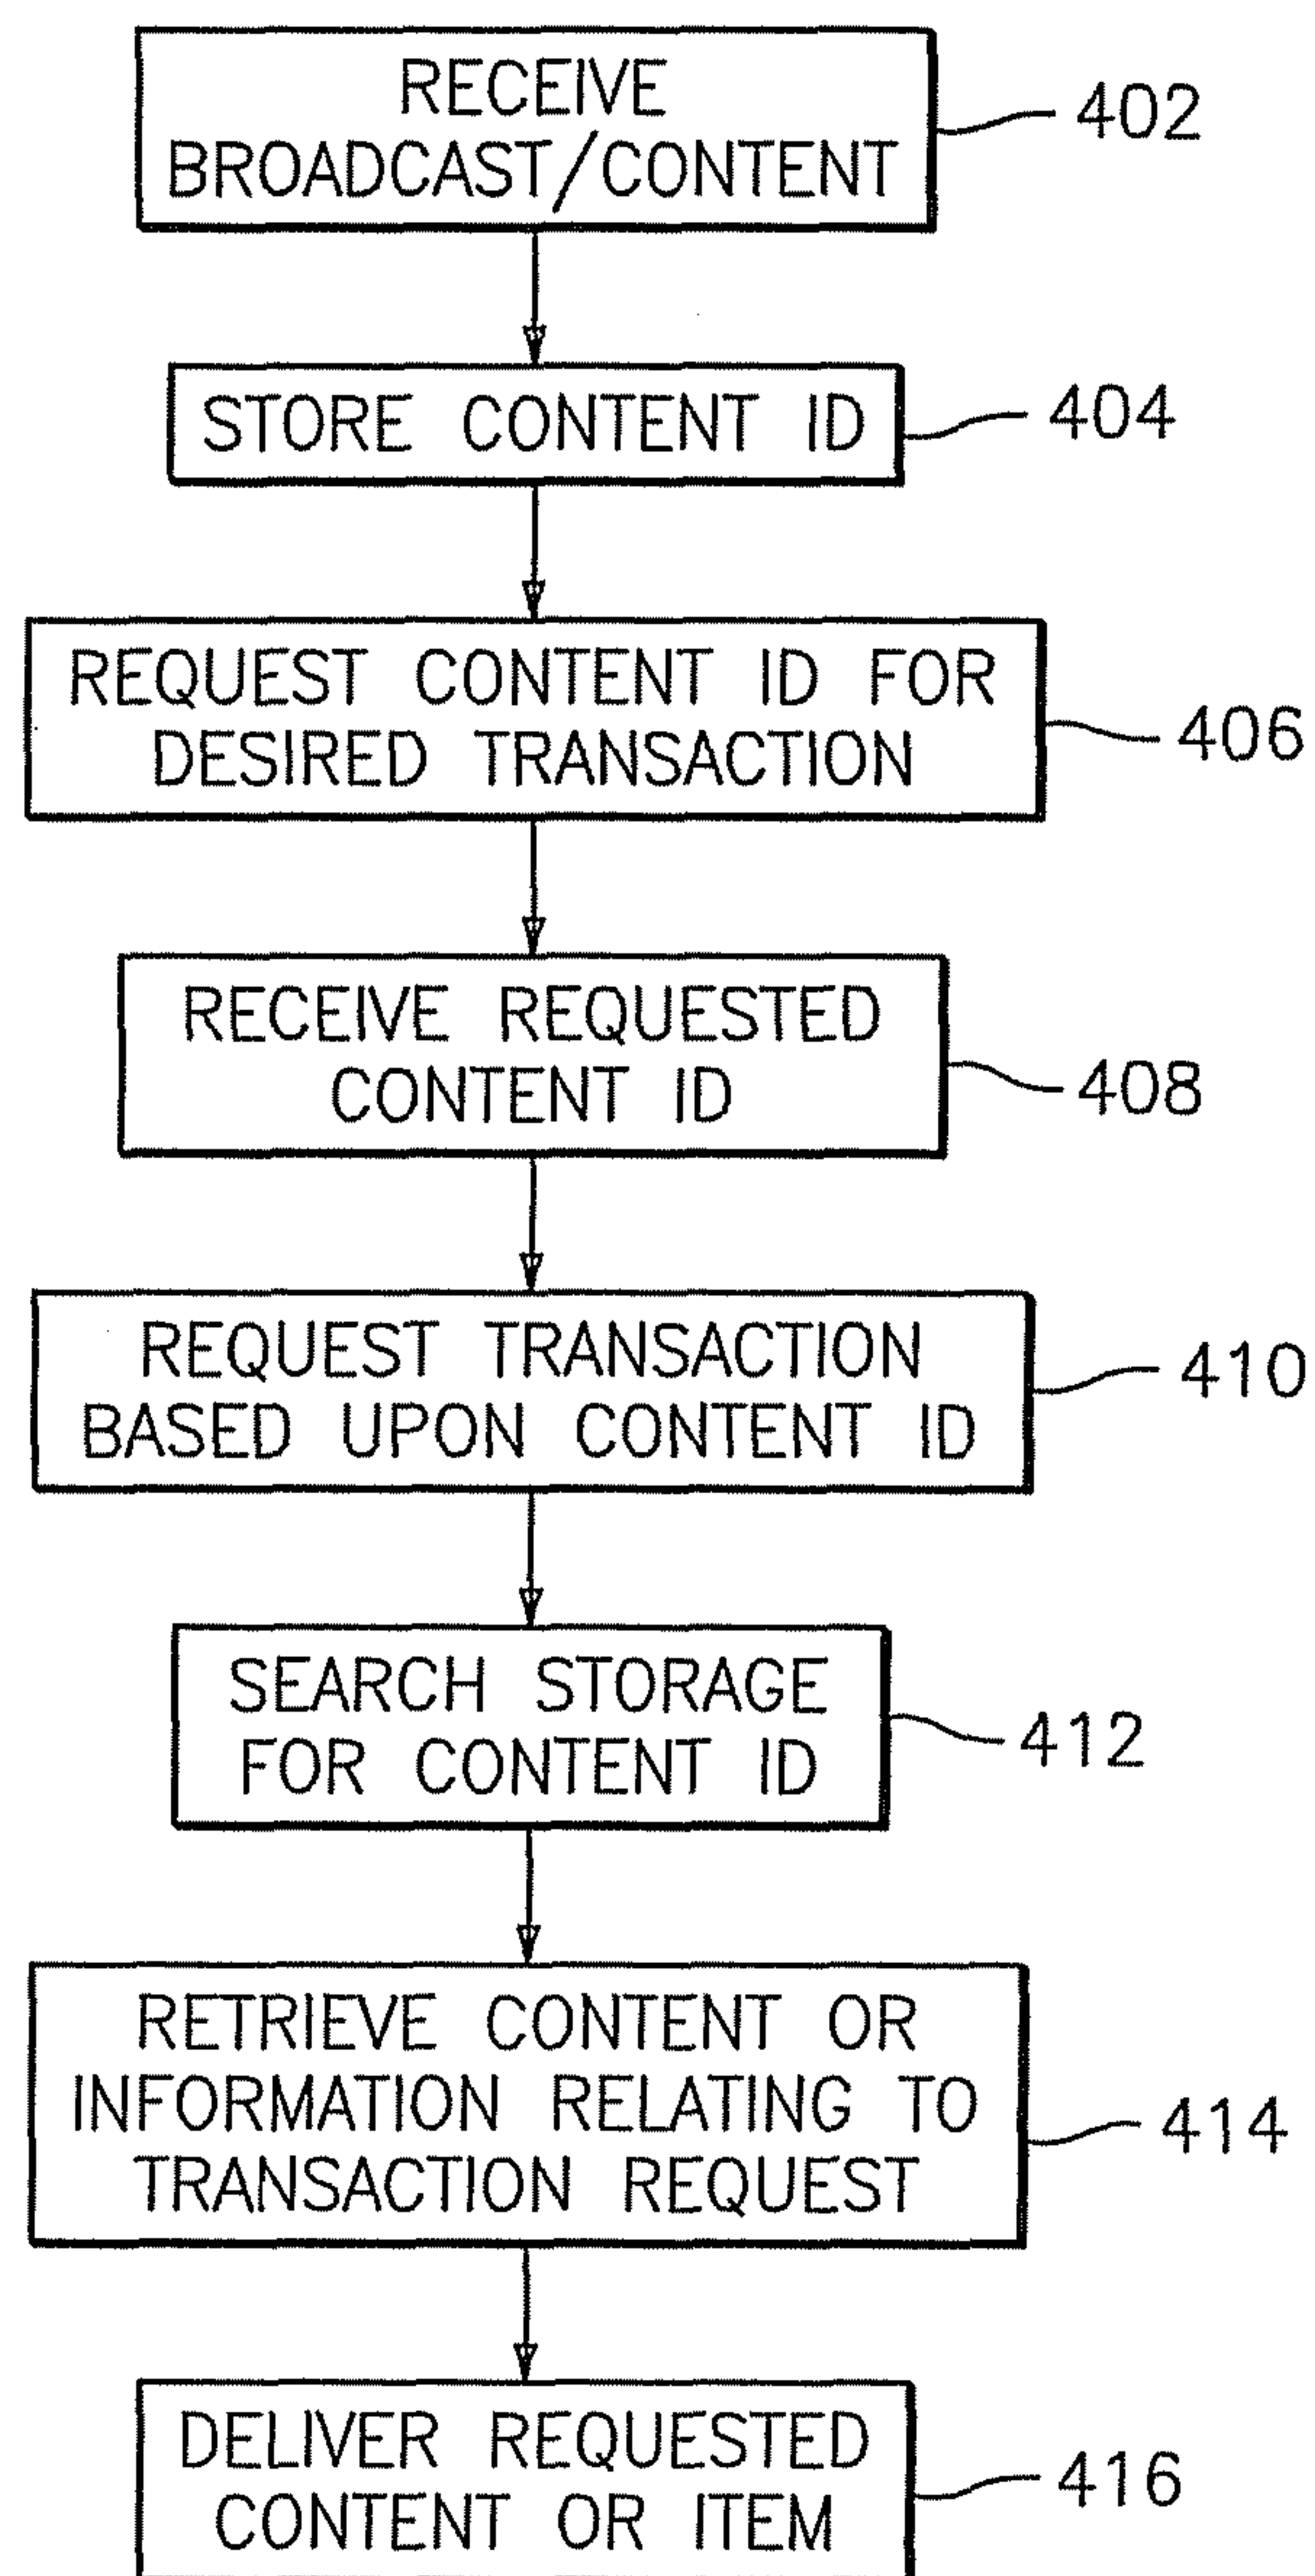 RECEIVE
BROADCAST/CONTENT
402
STORE CONTENT ID
404
REQUEST CONTENT ID FOR
DESIRED TRANSACTION
406
RECEIVE REQUESTED
CONTENT ID
408
REQUEST TRANSACTION
BASED UPON CONTENT ID
410
SEARCH STORAGE
FOR CONTENT ID
412
RETRIEVE CONTENT OR
INFORMATION RELATING TO
TRANSACTION REQUEST
414
DELIVER REQUESTED
CONTENT OR ITEM
416